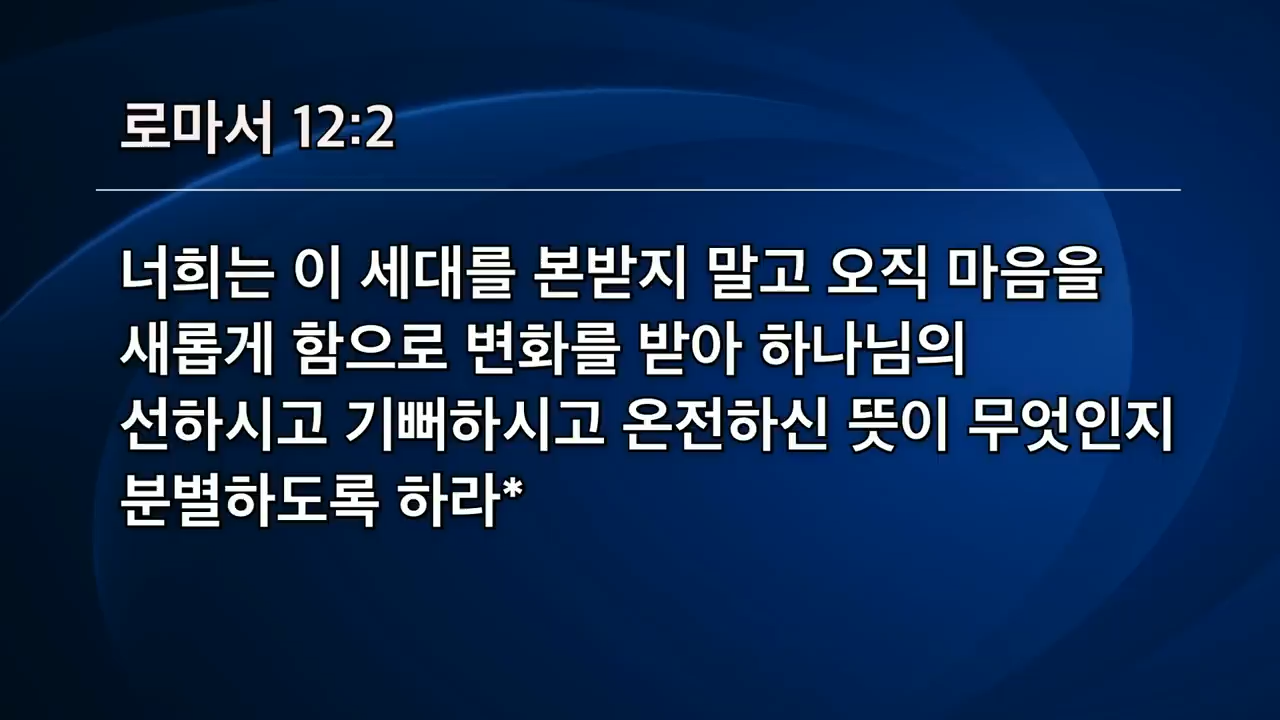 로마서 12:2
너희는 이 세대를 본받지 말고 오직 마음을
새롭게 함으로 변화를 받아 하나님의
선하시고 기뻐하시고 온전하신 뜻이 무엇인지
분별하도록 하라*